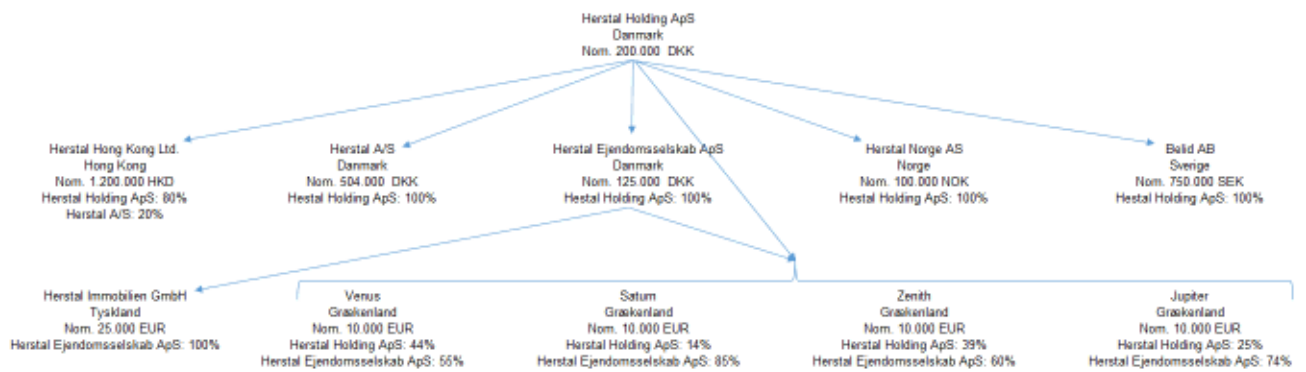 Herstal Holding ApS
Danmark
Nom. 200.000 DKK
Herstal Hong Kong Ltd.
Hong Kong
Nom. 1.200.000 HKD
Herstal Holding ApS: 80%
Herstal A/S: 20%
Herstal A/S
Danmark
Nom. 504.000 DKK
Hestal Holding ApS: 100%
Herstal Ejendomsselskab ApS
Danmark
Nom. 125.000 DKK
Hestal Holding ApS: 100%
Herstal Norge AS
Norge
Nom. 100.000 NOK
Hestal Holding ApS: 100%
Belid AB
Sverige
Nom. 750.000 SEK
Herstal Holding ApS: 100%
Herstal Immobilien GmbH
Tyskland
Nom. 25.000 EUR
Herstal Ejendomsselskab ApS: 100%
Venus
Grækenland
Nom. 10.000 EUR
Herstal Holding ApS: 44%
Herstal Ejendomsselskab ApS: 55%
Saturn
Grækenland
Nom. 10.000 EUR
Herstal Holding ApS: 14%
Herstal Ejendomsselskab ApS: 85%
Zenith
Grækenland
Nom. 10.000 EUR
Herstal Holding ApS: 39%
Herstal Ejendomsselskab ApS: 60%
Jupiter
Grækenland
Nom. 10.000 EUR
Herstal Holding ApS: 25%
Herstal Ejendomsselskab ApS: 74%